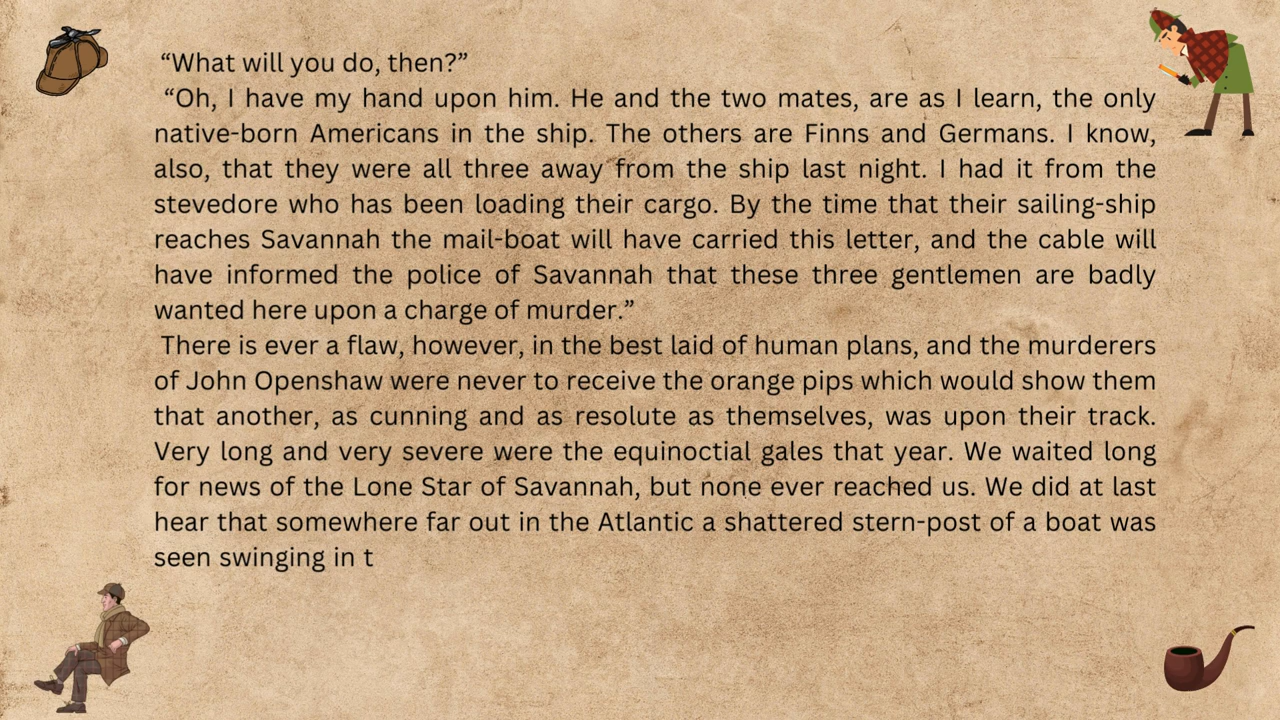 “What will you do, then?”
“Oh, I have my hand upon him. He and the two mates, are as I learn, the only
native-born Americans in the ship. The others are Finns and Germans. I know,
also, that they were all three away from the ship last night. I had it from the
stevedore who has been loading their cargo. By the time that their sailing-ship
reaches Savannah the mail-boat will have carried this letter, and the cable will
have informed the police of Savannah that these three gentlemen are badly
wanted here upon a charge of murder.”
There is ever a flaw, however, in the best laid of human plans, and the murderers
of John Openshaw were never to receive the orange pips which would show them
that another, as cunning and as resolute as themselves, was upon their track.
Very long and very severe were the equinoctial gales that year. We waited long
for news of the Lone Star of Savannah, but none ever reached us. We did at last
hear that somewhere far out in the Atlantic a shattered stern-post of a boat was
seen swinging in t